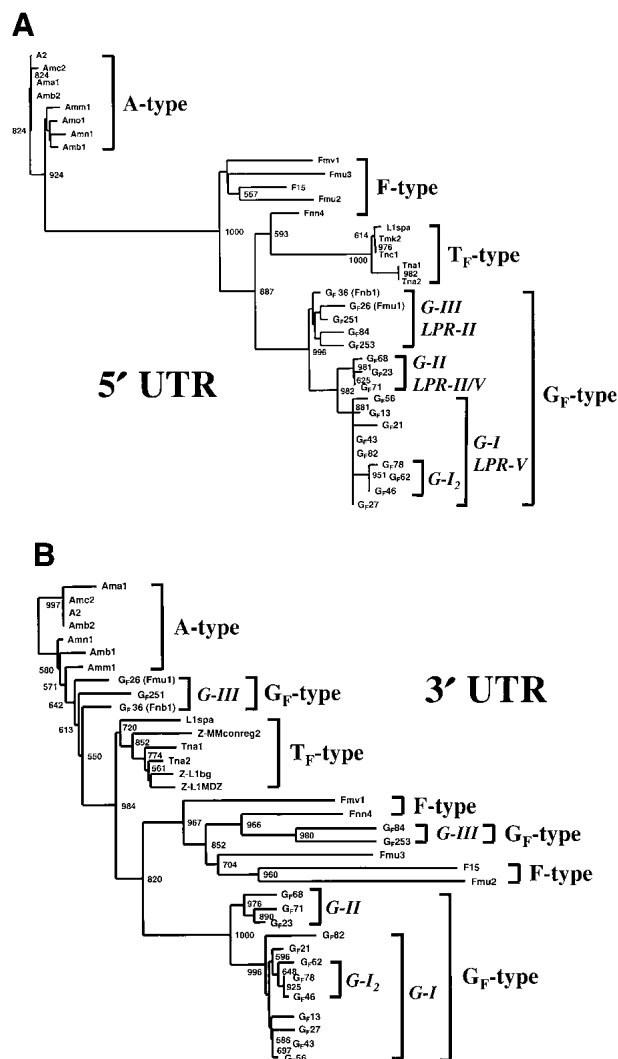 A
A2
Amc2
824
Ama1
Amb2
A-type
Amm1
Amo1
824
Amn1
Amb1
924
Fmv1
Fmu3
F15
557
Fmu2
F-type
Fnn4
1000
593
L1spa
614
Tmk2
976
Tnc1
1000
Tna1
982
Tna2
TF-type
887
GF36 (Fnb1)
GF26 (Fmu1)
GF251
GF84
996
GF253
G-III
LPR-II
GF68
981
GF23
625
GF71
982
G-II
LPR-II/V
5′ UTR
GF56
881
GF13
GF21
GF43
GF82
GF78
951
GF62
GF46
GF27
G-I2
G-I
LPR-V
GF-type
B
Ama1
997
Amc2
A2
Amb2
A-type
Amn1
Amb1
580
Amm1
571
GF26 (Fmu1)
642
GF251
G-III
GF-type
GF36 (Fnb1)
3′ UTR
613
L1spa
720
Z-MMconreg2
852
Tna1
550
774
Tna2
561
Z-L1bg
Z-L1MDZ
TF-type
984
Fmv1
F-type
Fnn4
967
966
GF84
980
GF253
G-III
GF-type
852
Fmu3
704
F15
960
Fmu2
F-type
820
GF68
976
GF71
890
GF23
G-II
1000
GF82
GF21
596
GF62
996
648
GF78
925
GF46
G-I2
G-I
GF-type
GF13
GF27
586
GF43
697
G-56